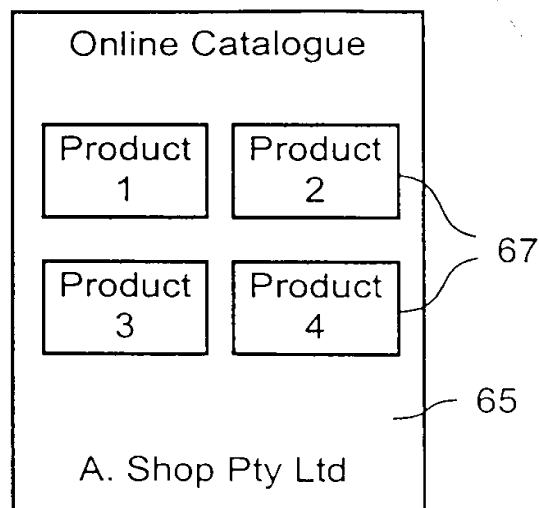 Online Catalogue
Product
1
Product
2
67
Product
3
Product
4
65
A. Shop Pty Ltd